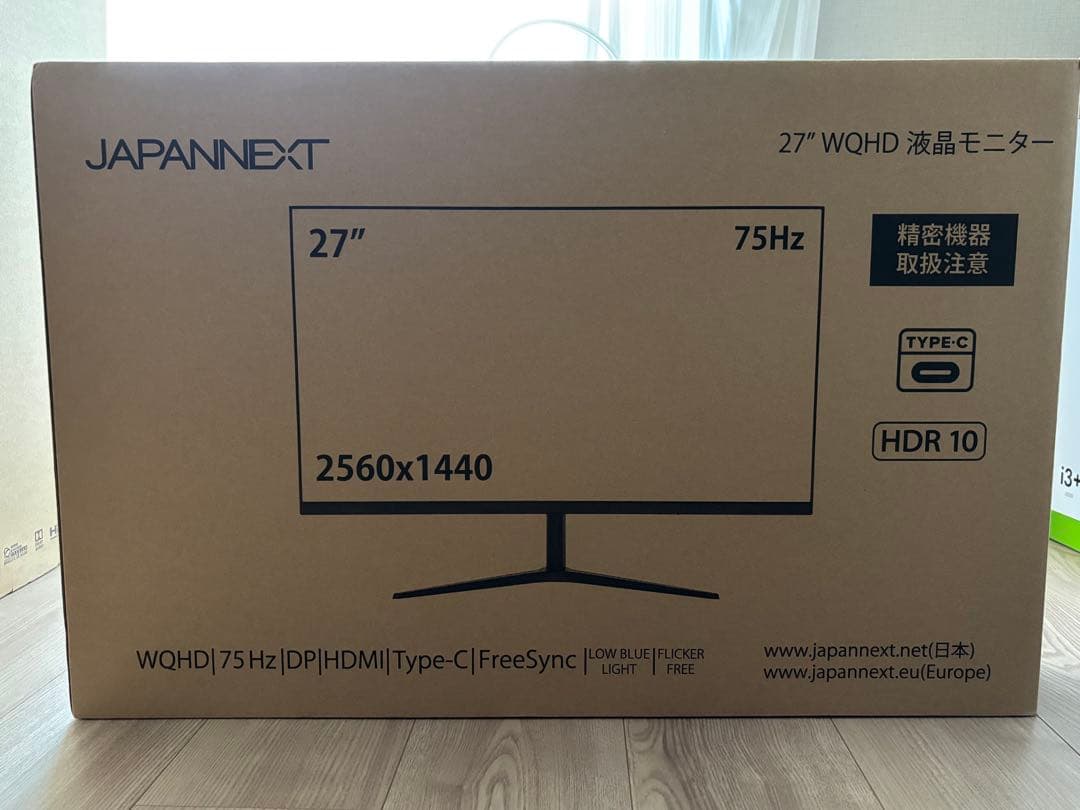 JAPANNEXT
27” WQHD 液晶モニター
27”
75Hz
精密機器
取扱注意
TYPE-C
HDR 10
2560x1440
i3+
WQHD|75Hz|DP|HDMI|Type-C|FreeSync|LOW BLUE LIGHT|FLICKER FREE
www.japannext.net(日本)
www.japannext.eu(Europe)